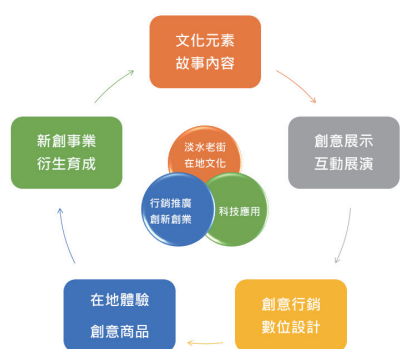 文化元素
故事內容
新創事業
衍生育成
淡水老街
在地文化
創意展示
互動展演
行銷推廣
創新創業
科技應用
在地體驗
創意商品
創意行銷
數位設計